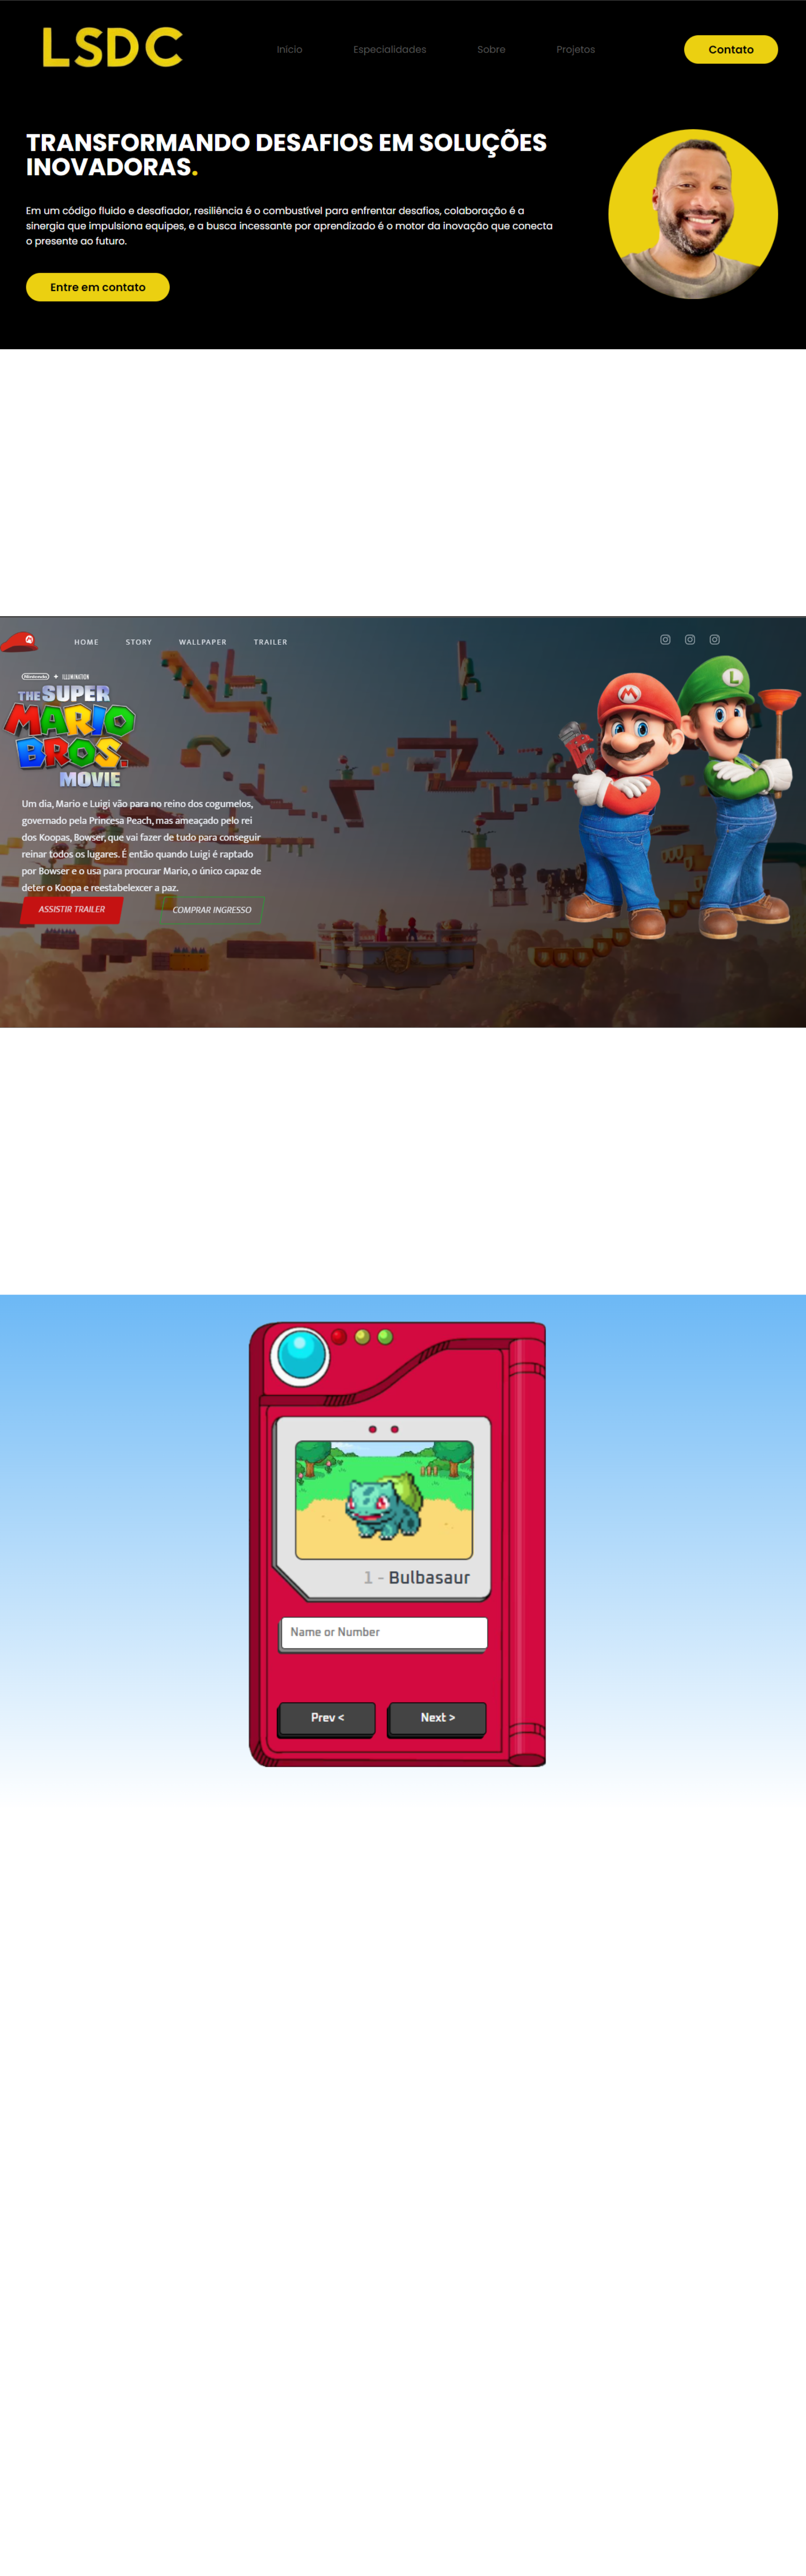 LSDC
Início Especialidades Sobre Projetos Contato
TRANSFORMANDO DESAFIOS EM SOLUÇÕES
INOVADORAS.
Em um código fluido e desafiador, resiliência é o combustível para enfrentar desafios, colaboração é a
sinergia que impulsiona equipes, e a busca incessante por aprendizado é o motor da inovação que conecta
o presente ao futuro.
Entre em contato
M
HOME STORY WALLPAPER TRAILER
Nintendo + ILLUMINATION
THE SUPER
MARIO
BROS.
MOVIE
M
L
Um dia, Mario e Luigi vão para no reino dos cogumelos,
governado pela Princesa Peach, mas ameaçado pelo rei
dos Koopas, Bowser, que vai fazer de tudo para conseguir
reinar todos os lugares. É então quando Luigi é raptado
por Bowser e o usa para procurar Mario, o único capaz de
deter o Koopa e reestabelexcer a paz.
ASSISTIR TRAILER COMPRAR INGRESSO
1 - Bulbasaur
Name or Number
Prev < Next >